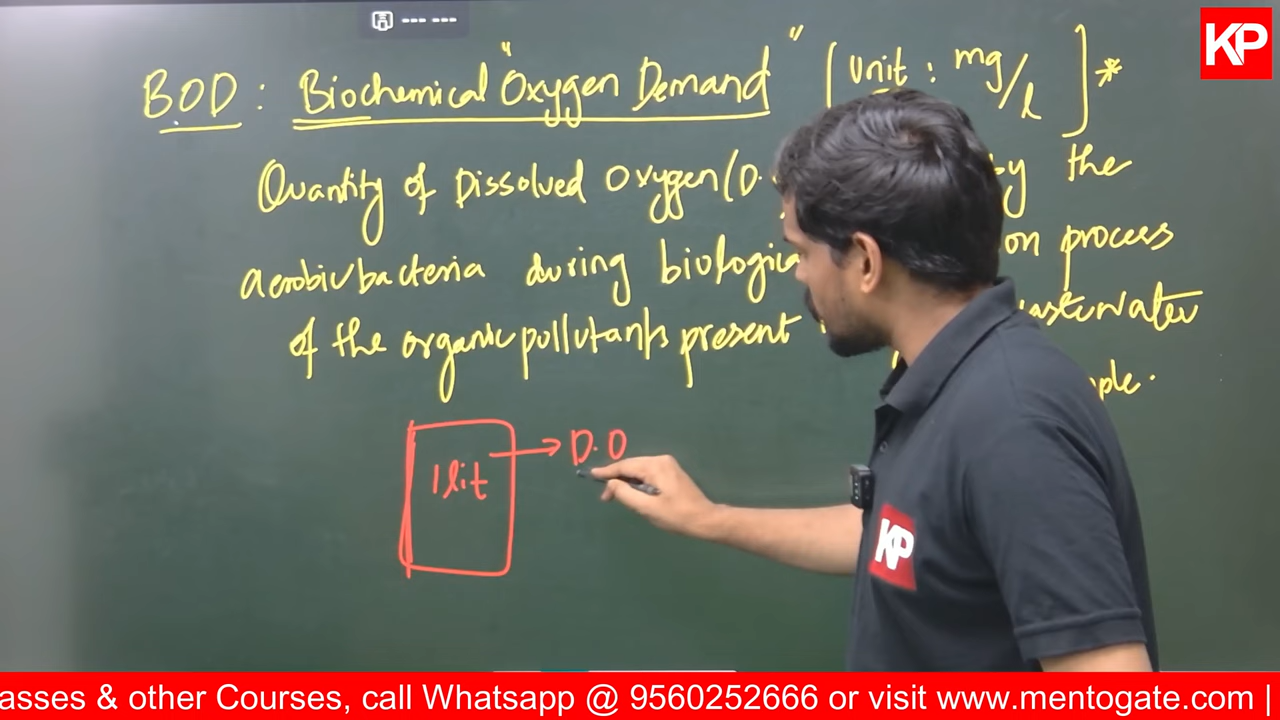 KP
BOD : Biochemical "Oxygen Demand" [Unit : mg/l] *
Quantity of Dissolved Oxygen (D. by the
aerobic bacteria during on process
of the organic pollutants present
1 lit → D.O
KP
asses & other Courses, call Whatsapp @ 9560252666 or visit www.mentogate.com |